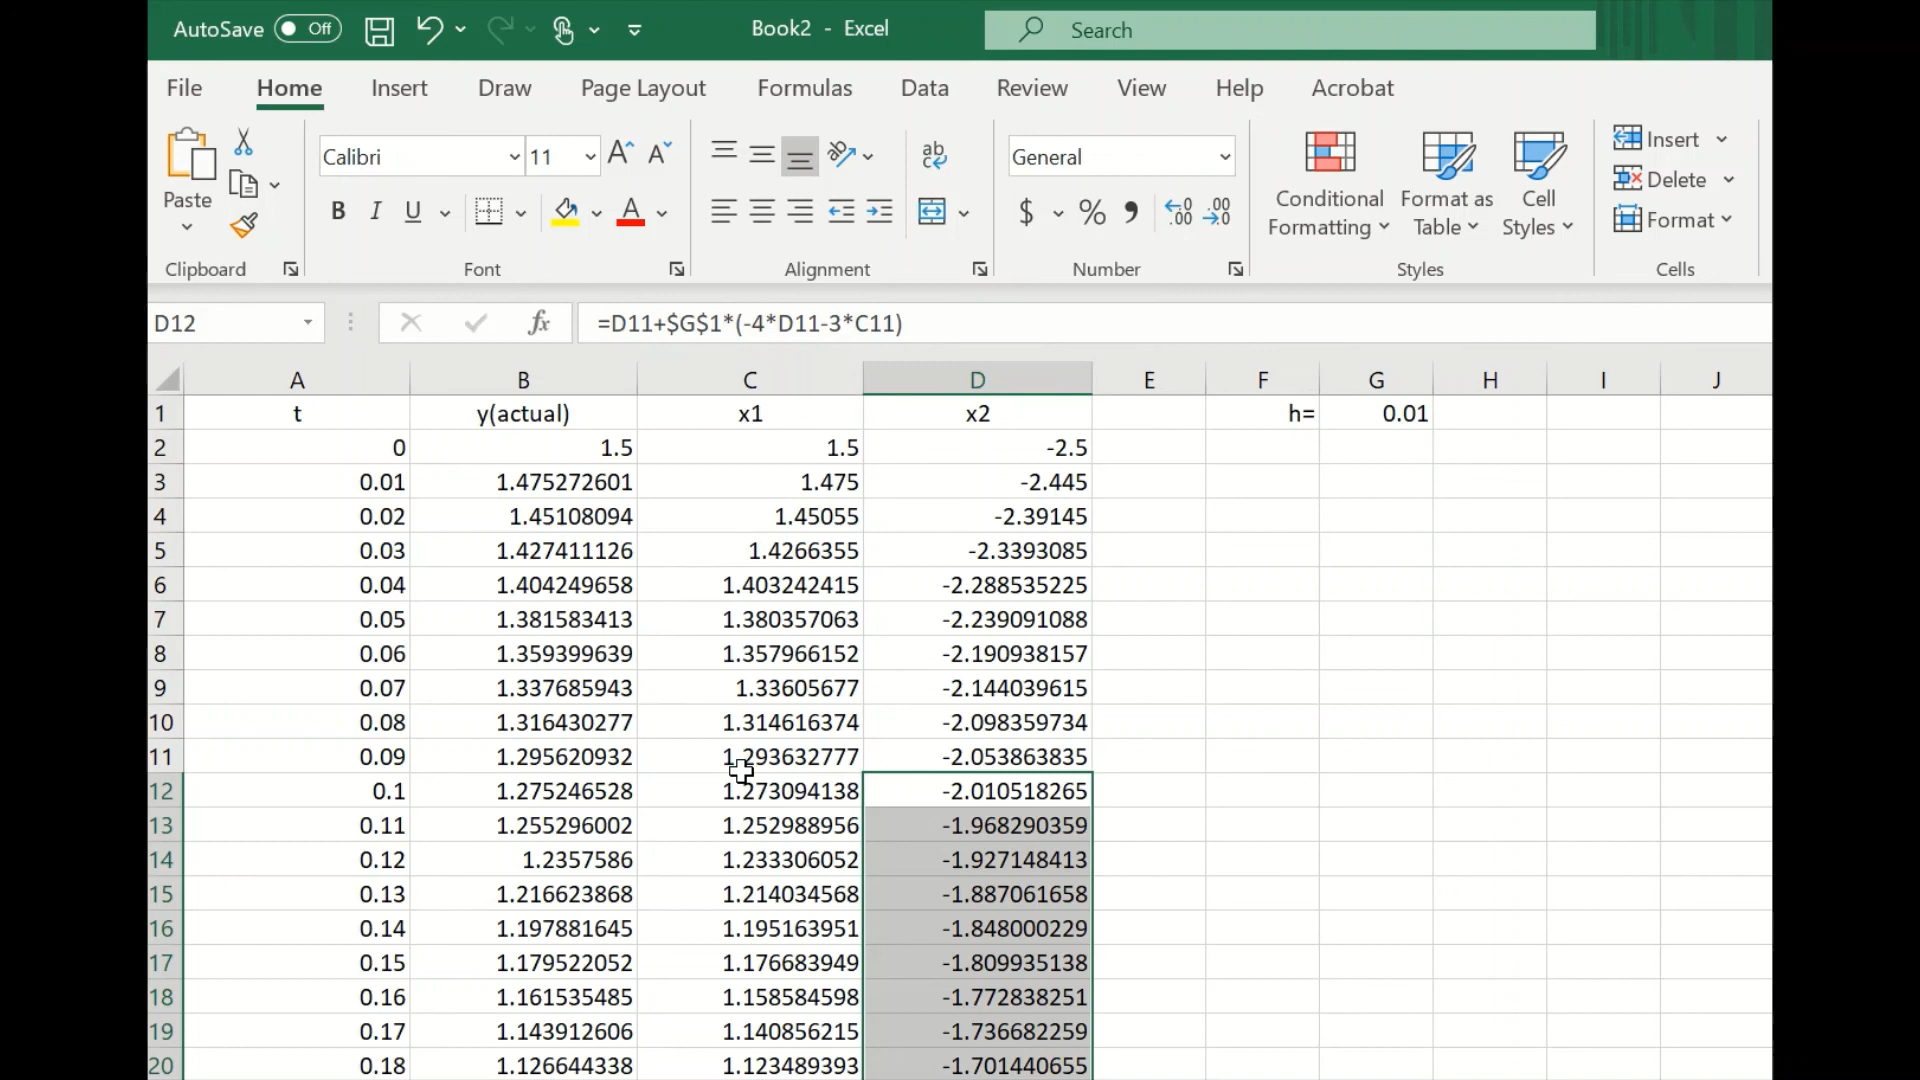 AutoSave Off Book2 - Excel Search
File Home Insert Draw Page Layout Formulas Data Review View Help Acrobat
Paste
Clipboard
Calibri 11 A A
B I U A
Font
ab
c
Alignment
General
$ % , .00 .0 .00 .0
Number
Conditional Formatting
Format as Table
Cell Styles
Styles
Insert
Delete
Format
Cells
D12 fx =D11+$G$1*(-4*D11-3*C11)
A B C D E F G H I J
1 t y(actual) x1 x2 h= 0.01
2 0 1.5 1.5 -2.5
3 0.01 1.475272601 1.475 -2.445
4 0.02 1.45108094 1.45055 -2.39145
5 0.03 1.427411126 1.4266355 -2.3393085
6 0.04 1.404249658 1.403242415 -2.288535225
7 0.05 1.381583413 1.380357063 -2.239091088
8 0.06 1.359399639 1.357966152 -2.190938157
9 0.07 1.337685943 1.33605677 -2.144039615
10 0.08 1.316430277 1.314616374 -2.098359734
11 0.09 1.295620932 1.293632777 -2.053863835
12 0.1 1.275246528 1.273094138 -2.010518265
13 0.11 1.255296002 1.252988956 -1.968290359
14 0.12 1.2357586 1.233306052 -1.927148413
15 0.13 1.216623868 1.214034568 -1.887061658
16 0.14 1.197881645 1.195163951 -1.848000229
17 0.15 1.179522052 1.176683949 -1.809935138
18 0.16 1.161535485 1.158584598 -1.772838251
19 0.17 1.143912606 1.140856215 -1.736682259
20 0.18 1.126644338 1.123489393 -1.701440655